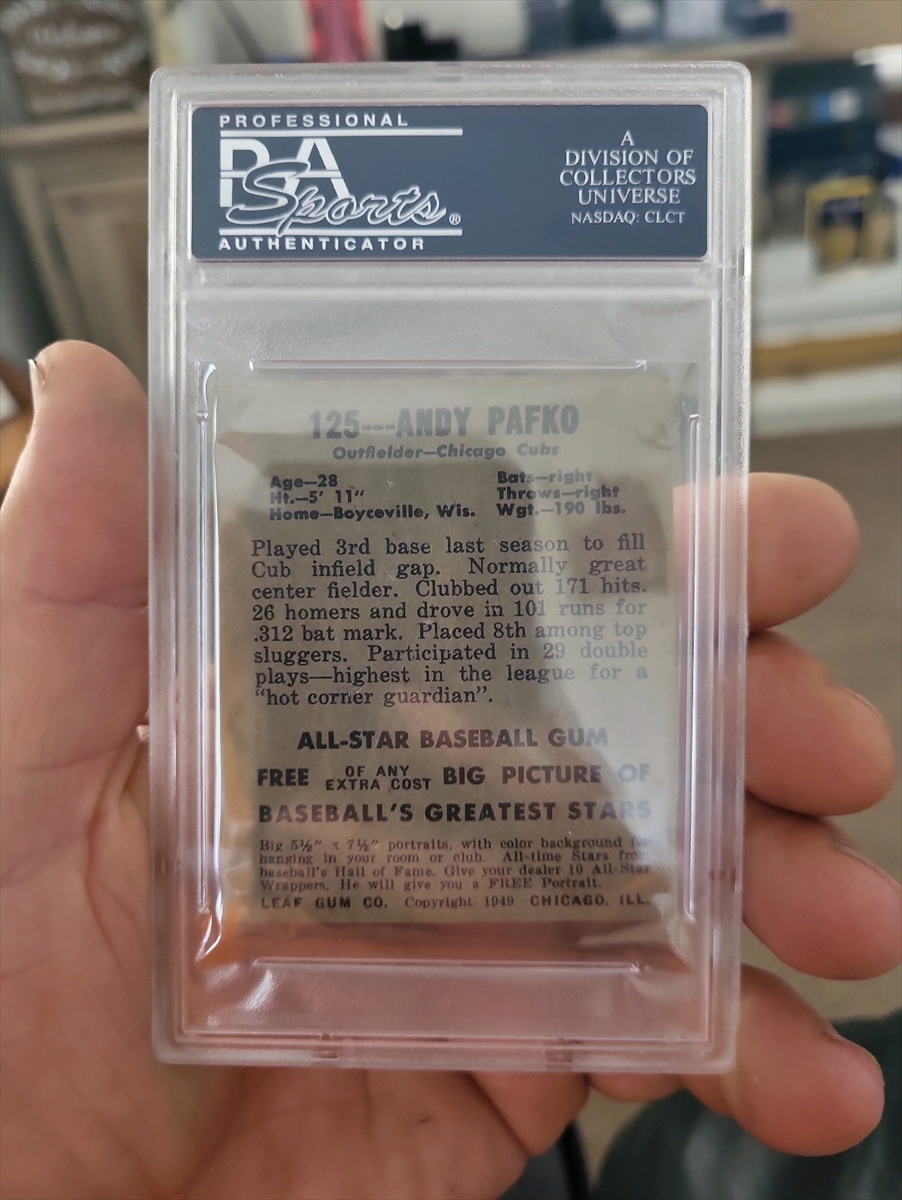 PROFESSIONAL
PSA
Sports®
AUTHENTICATOR
A
DIVISION OF
COLLECTORS
UNIVERSE
NASDAQ: CLCT
125---ANDY PAFKO
Outfielder—Chicago Cubs
Age—28 Bats—right
Ht.—5' 11" Throws—right
Home—Boyceville, Wis. Wgt.—190 lbs.
Played 3rd base last season to fill
Cub infield gap. Normally great
center fielder. Clubbed out 171 hits.
26 homers and drove in 101 runs for
.312 bat mark. Placed 8th among top
sluggers. Participated in 29 double
plays—highest in the league for a
"hot corner guardian".
ALL-STAR BASEBALL GUM
FREE OF ANY EXTRA COST BIG PICTURE OF
BASEBALL'S GREATEST STARS
Big 5½" x 7½" portraits, with color background for
hanging in your room or club. All-time Stars from
baseball's Hall of Fame. Give your dealer 10 All-Star
Wrappers. He will give you a FREE Portrait.
LEAF GUM CO. Copyright 1949 CHICAGO, ILL.